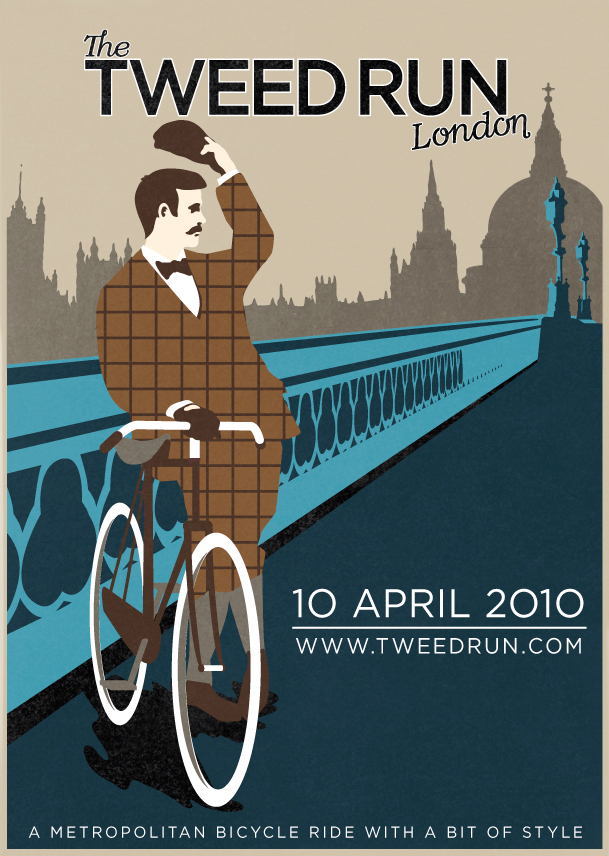 The
TWEED RUN
London
10 APRIL 2010
WWW.TWEEDRUN.COM
A METROPOLITAN BICYCLE RIDE WITH A BIT OF STYLE